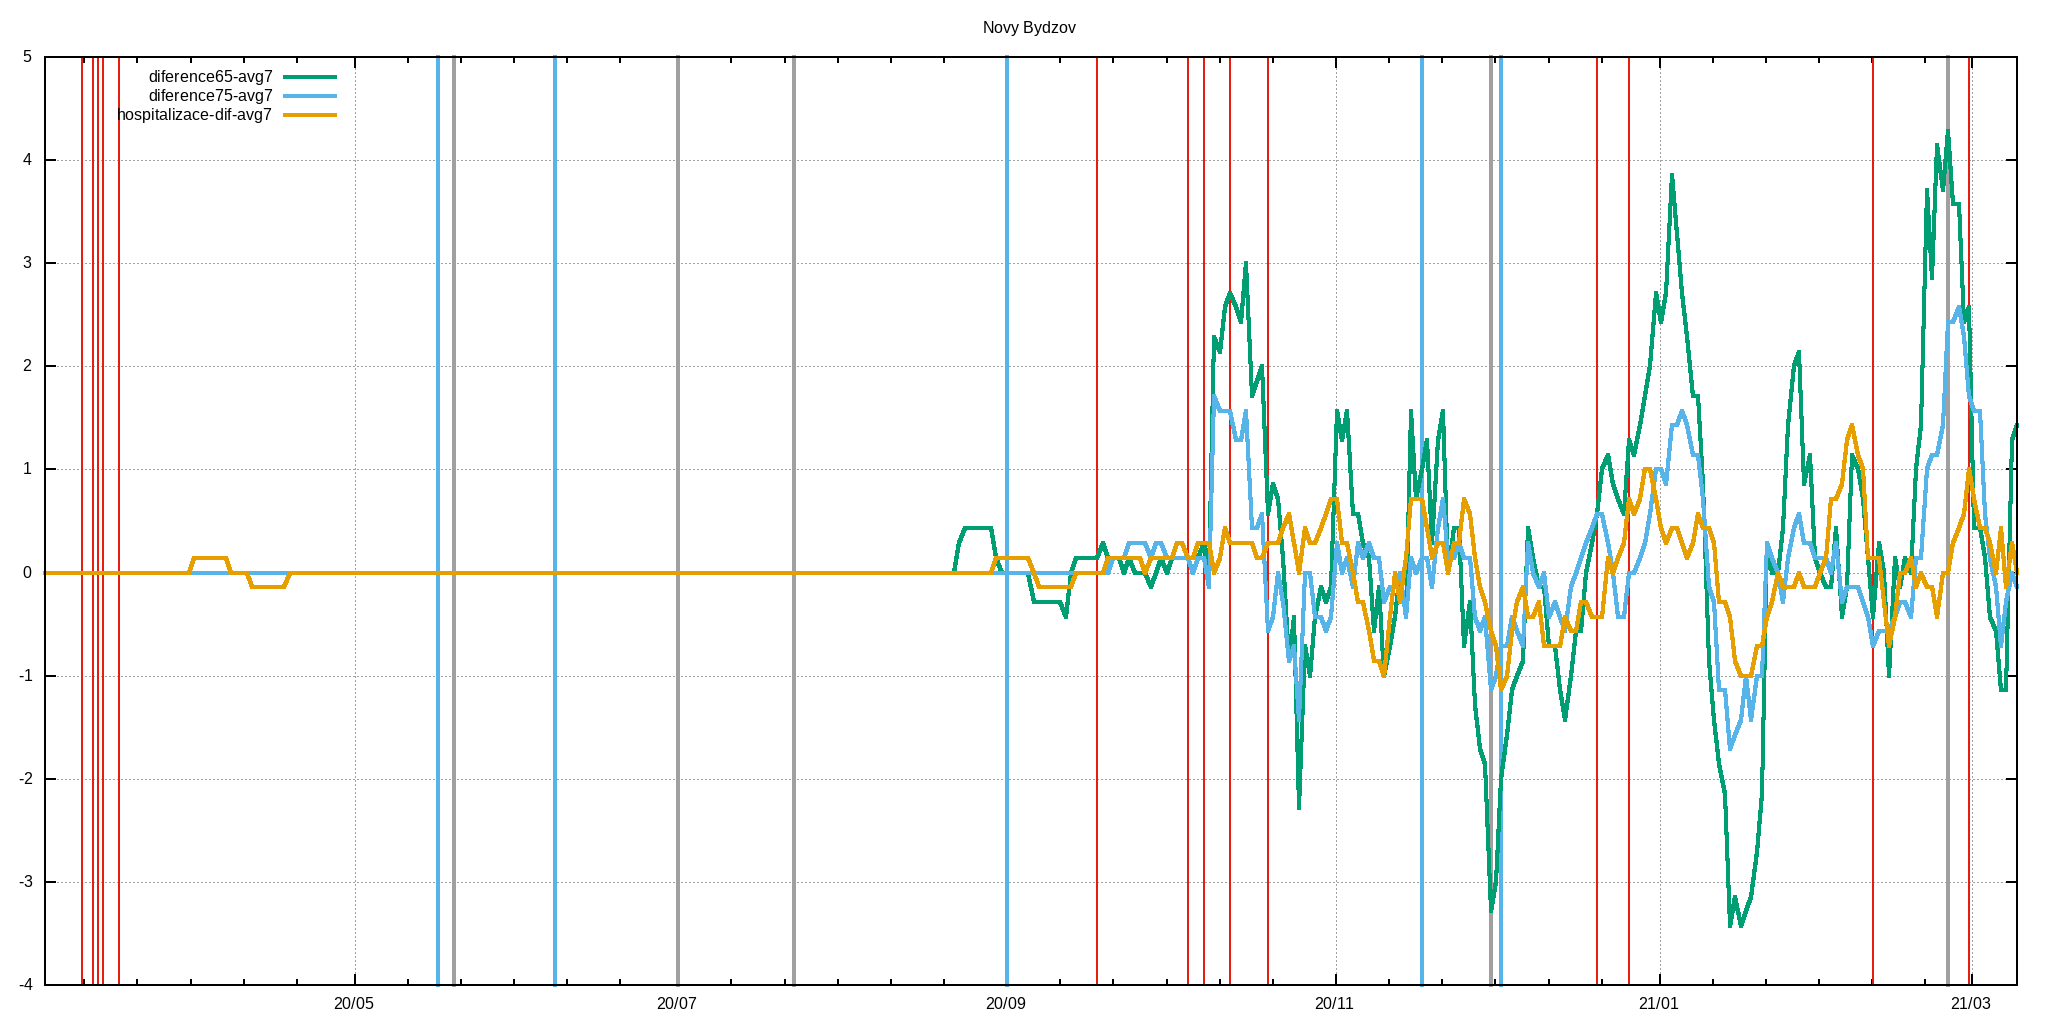 Novy Bydzov
5
diference65-avg7
diference75-avg7
hospitalizace-dif-avg7
4
3
2
1
0
-1
-2
-3
-4
20/05 20/07 20/09 20/11 21/01 21/03